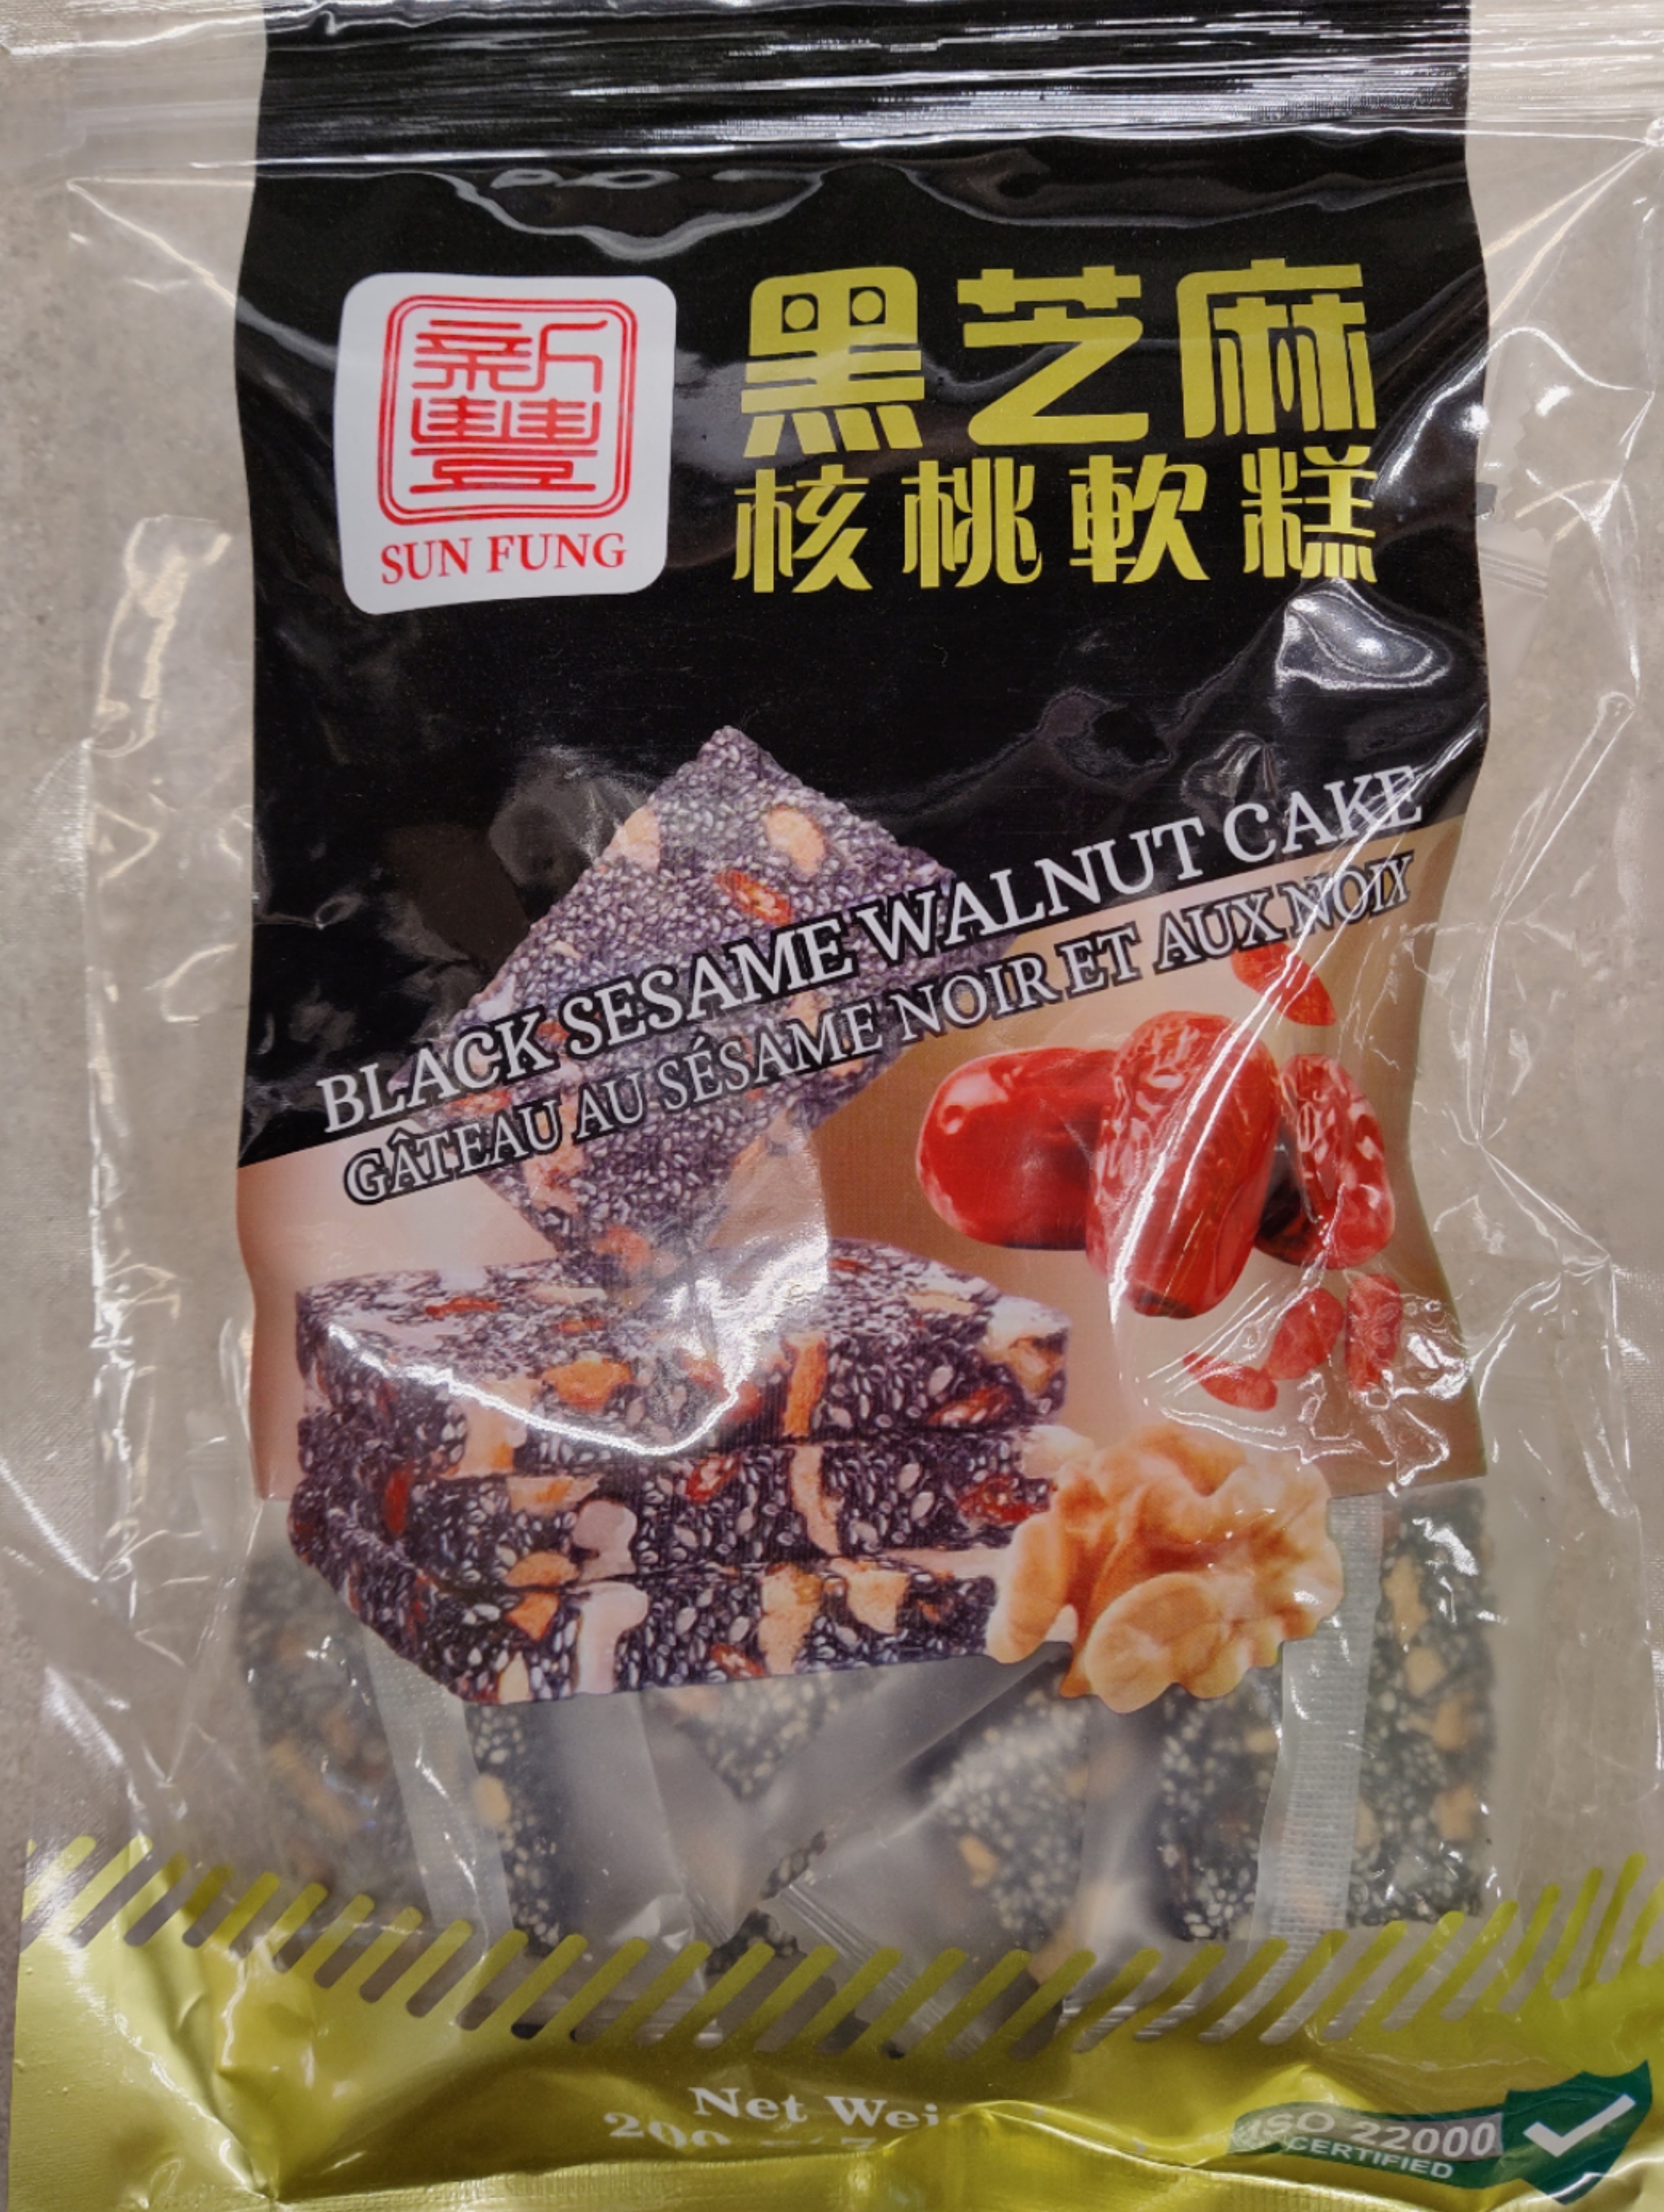 新豐
SUN FUNG
黑芝麻
核桃軟糕
BLACK SESAME WALNUT CAKE
GÂTEAU AU SÉSAME NOIR ET AUX NOIX
Net
ISO 22000
CERTIFIED